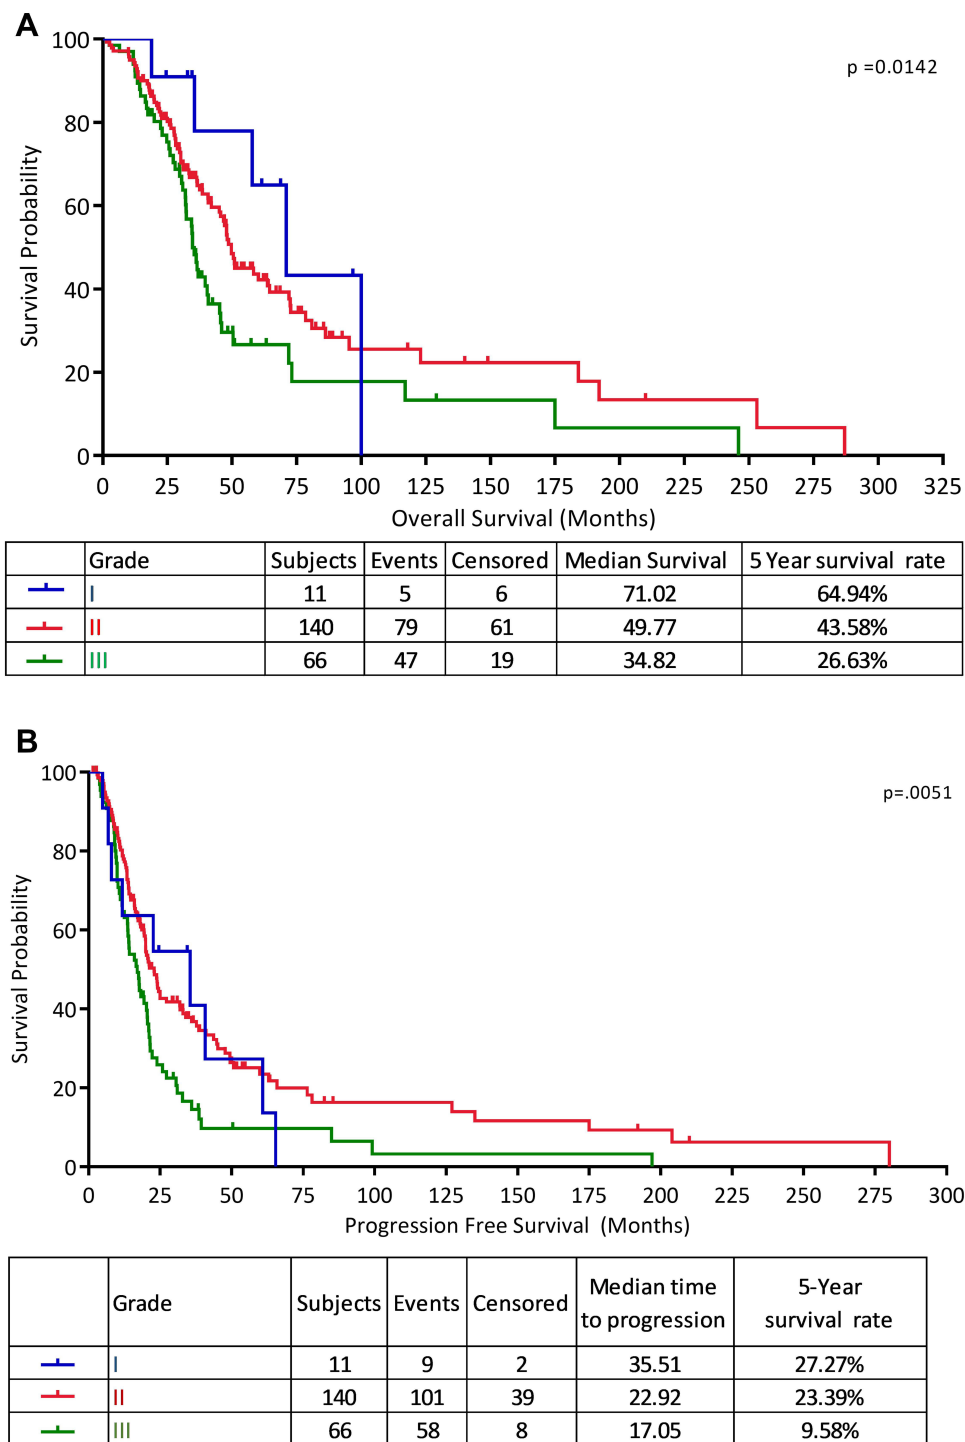 A
p =0.0142
Survival Probability
100
80
60
40
20
0
0 25 50 75 100 125 150 175 200 225 250 275 300 325
Overall Survival (Months)
Grade Subjects Events Censored Median Survival 5 Year survival rate
I 11 5 6 71.02 64.94%
II 140 79 61 49.77 43.58%
III 66 47 19 34.82 26.63%
B
p=.0051
Survival Probability
100
80
60
40
20
0
0 25 50 75 100 125 150 175 200 225 250 275 300
Progression Free Survival (Months)
Grade Subjects Events Censored Median time to progression 5-Year survival rate
I 11 9 2 35.51 27.27%
II 140 101 39 22.92 23.39%
III 66 58 8 17.05 9.58%